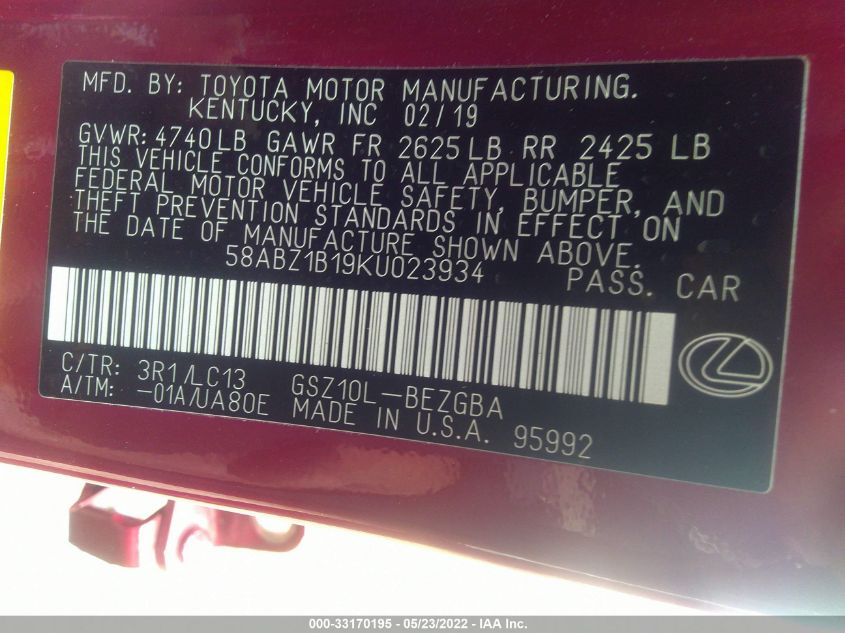 MFD. BY: TOYOTA MOTOR MANUFACTURING.
KENTUCKY, INC 02/19
GVWR: 4740LB GAWR FR 2625LB RR 2425 LB
THIS VEHICLE CONFORMS TO ALL APPLICABLE
FEDERAL MOTOR VEHICLE SAFETY, BUMPER, AND
THEFT PREVENTION STANDARDS IN EFFECT ON
THE DATE OF MANUFACTURE SHOWN ABOVE.
58ABZ1B19KU023934 PASS. CAR
C/TR: 3R1/LC13 GSZ10L-BEZGBA
A/TM: -01A/UA80E MADE IN U.S.A. 95992
000-33170195 - 05/23/2022 - IAA Inc.